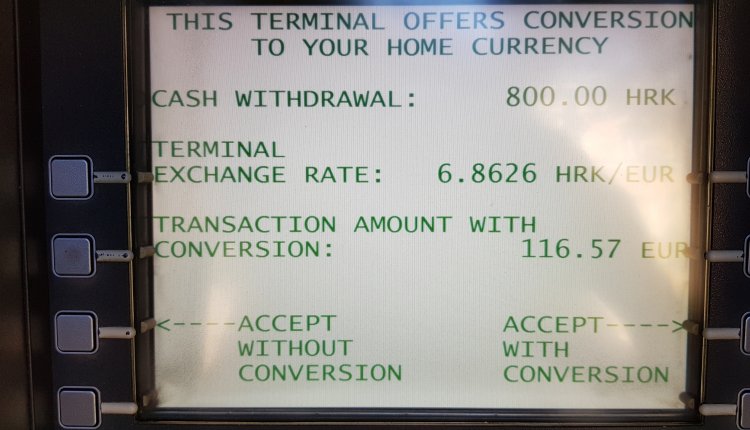 THIS TERMINAL OFFERS CONVERSION
TO YOUR HOME CURRENCY
CASH WITHDRAWAL: 800.00 HRK
TERMINAL
EXCHANGE RATE: 6.8626 HRK/EUR
TRANSACTION AMOUNT WITH
CONVERSION: 116.57 EUR
<----ACCEPT ACCEPT---->
WITHOUT WITH
CONVERSION CONVERSION